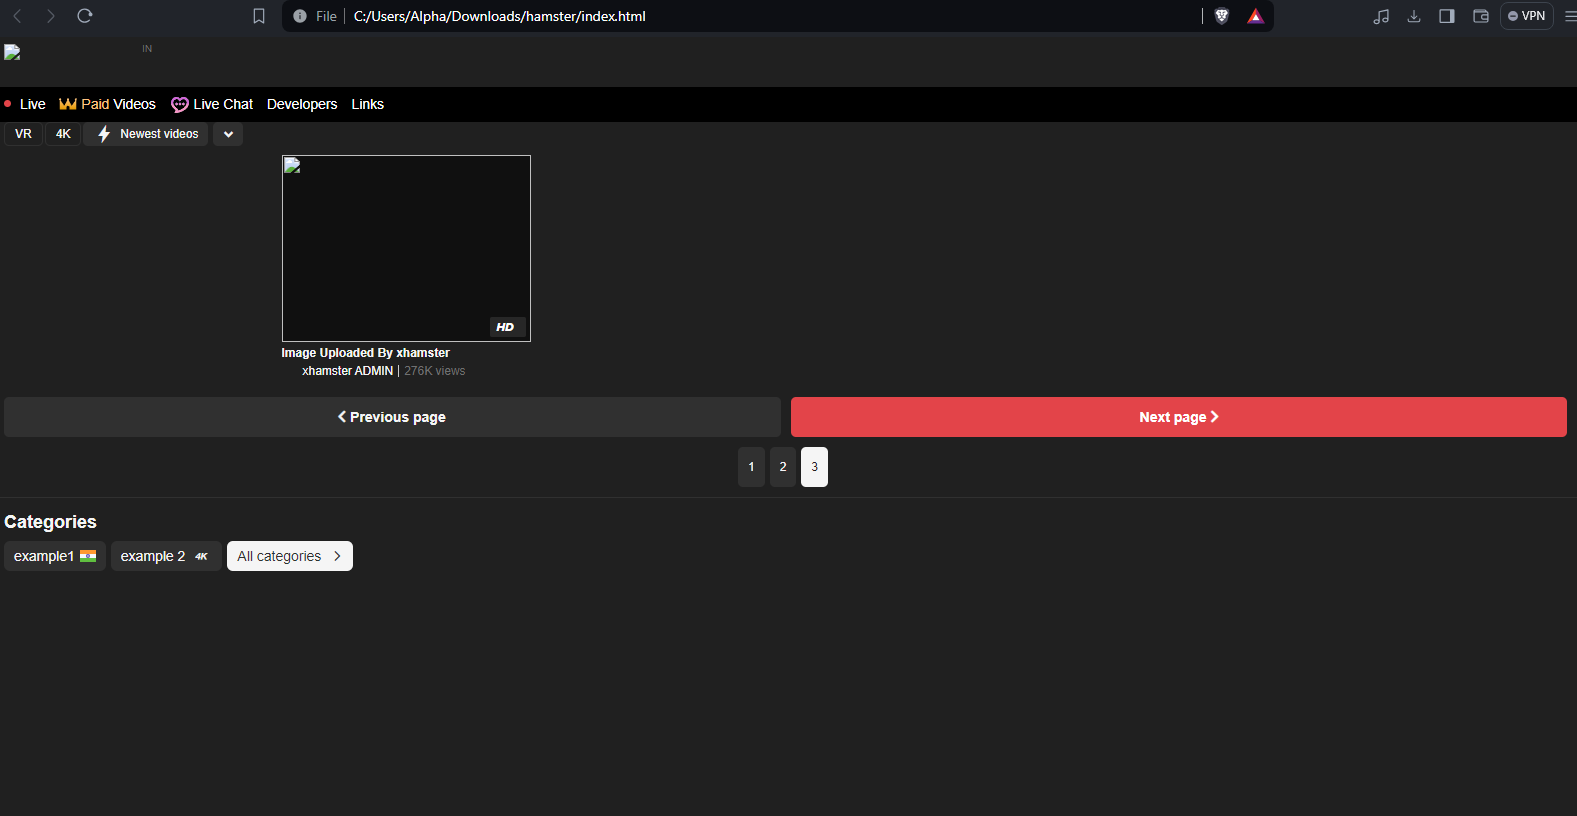 File | C:/Users/Alpha/Downloads/hamster/index.html
VPN
IN
Live Paid Videos Live Chat Developers Links
VR 4K Newest videos
HD
Image Uploaded By xhamster
xhamster ADMIN | 276K views
Previous page
Next page
1 2 3
Categories
example1 example 2 4K All categories